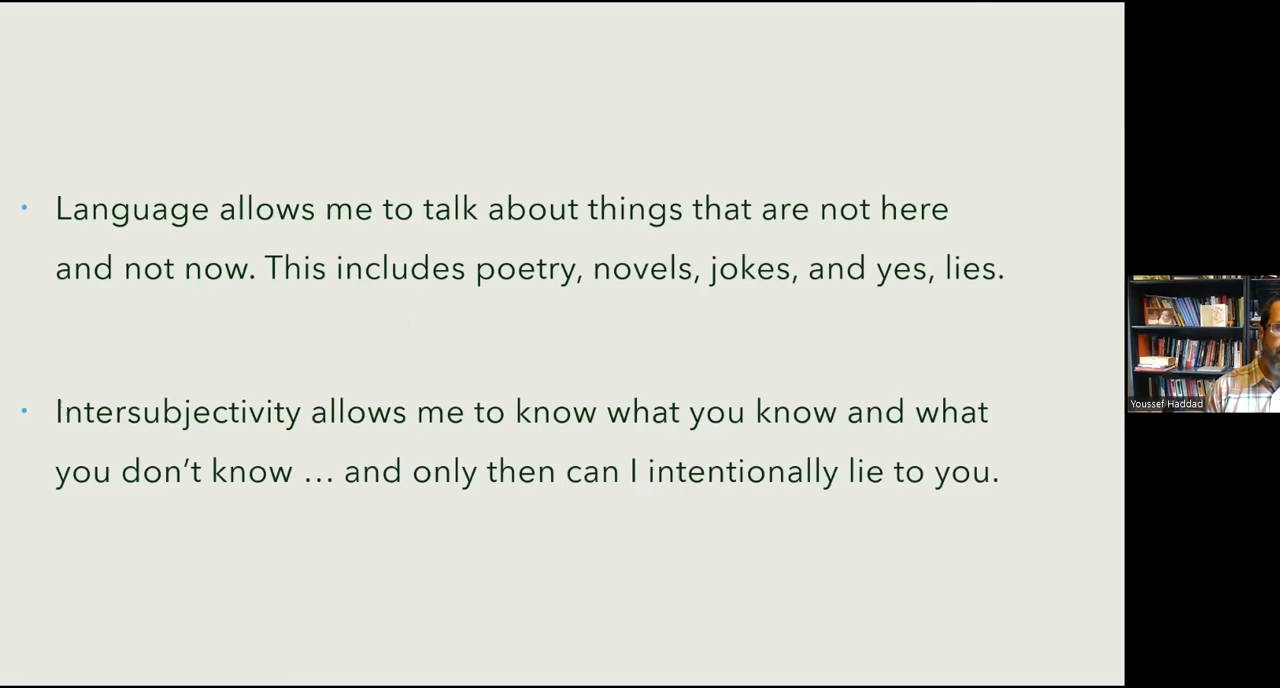 Language allows me to talk about things that are not here
and not now. This includes poetry, novels, jokes, and yes, lies.
Intersubjectivity allows me to know what you know and what
you don’t know … and only then can I intentionally lie to you.
Youssef Haddad